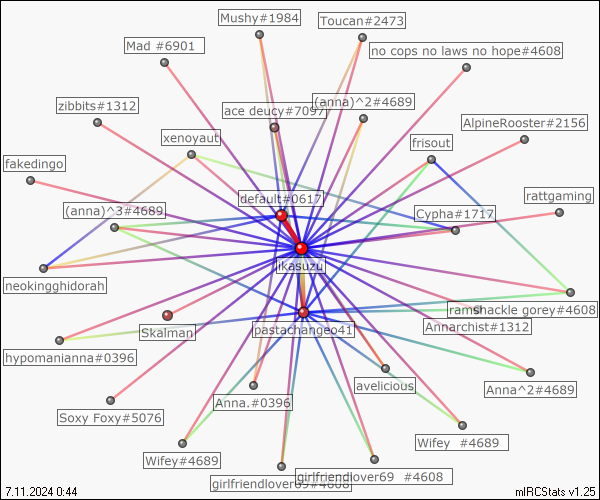 Mushy#1984
Toucan#2473
Mad #6901
no cops no laws no hope#4608
zibbits#1312
ace deucy#7097
(anna)^2#4689
AlpineRooster#2156
xenoyaut
frisout
fakedingo
default#0617
rattgaming
(anna)^3#4689
Cypha#1717
ikasuzu
neokingghidorah
ramshackle gorey#4608
Skalman
pastachangeo41
Annarchist#1312
hypomanianna#0396
avelicious
Anna^2#4689
Anna.#0396
Soxy Foxy#5076
Wifey #4689
Wifey#4689
girlfriendlover69 #4608
girlfriendlover69#4608
7.11.2024 0:44
mIRCStats v1.25